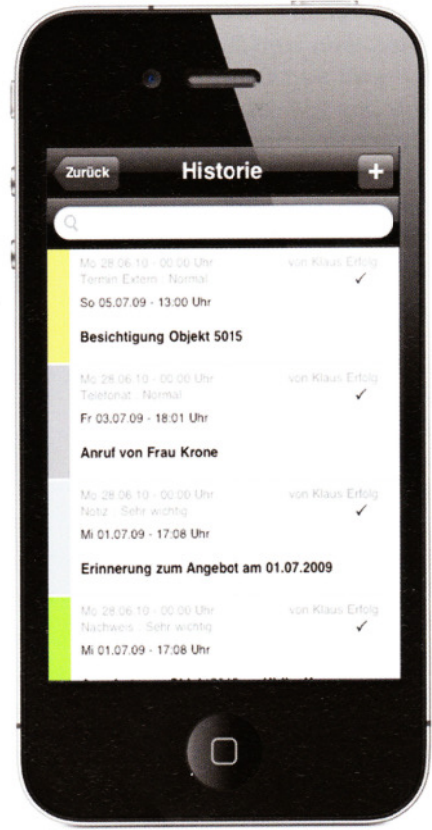 Zurück
Historie
+
Mo 28.06.10 - 00:00 Uhr von Klaus Erfolg
Termin Extern : Normal ✓
So 05.07.09 - 13:00 Uhr
Besichtigung Objekt 5015
Mo 28.06.10 - 00:00 Uhr von Klaus Erfolg
Telefonat : Normal ✓
Fr 03.07.09 - 18:01 Uhr
Anruf von Frau Krone
Mo 28.06.10 - 00:00 Uhr von Klaus Erfolg
Notiz : Sehr wichtig ✓
Mi 01.07.09 - 17:08 Uhr
Erinnerung zum Angebot am 01.07.2009
Mo 28.06.10 - 00:00 Uhr von Klaus Erfolg
Nachweis : Sehr wichtig ✓
Mi 01.07.09 - 17:08 Uhr